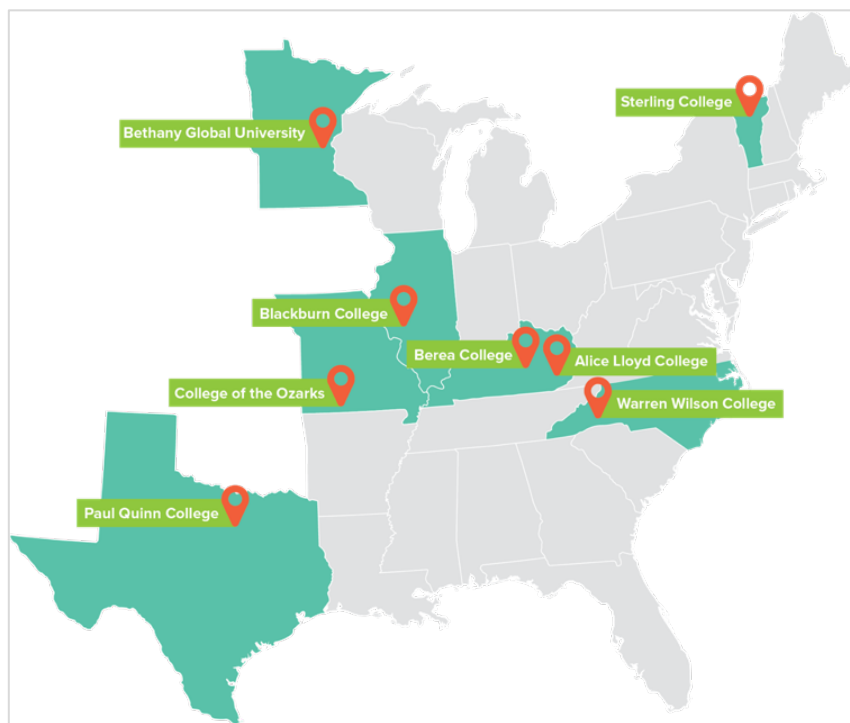 Sterling College
Bethany Global University
Blackburn College
Berea College
Alice Lloyd College
College of the Ozarks
Warren Wilson College
Paul Quinn College